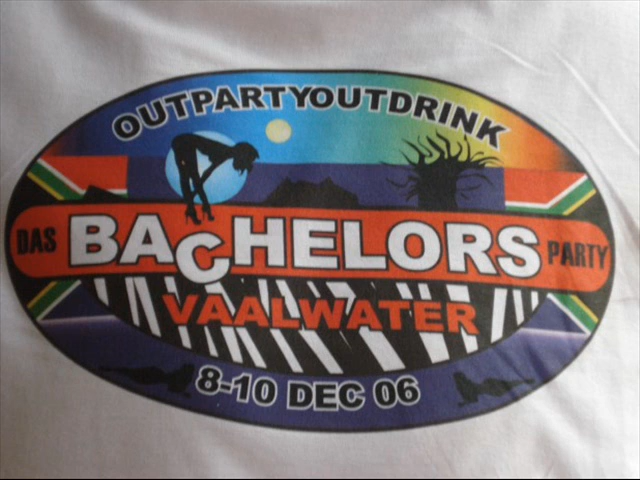 OUTPARTYOUTDRINK
DAS BACHELORS PARTY
VAALWATER
8-10 DEC 06